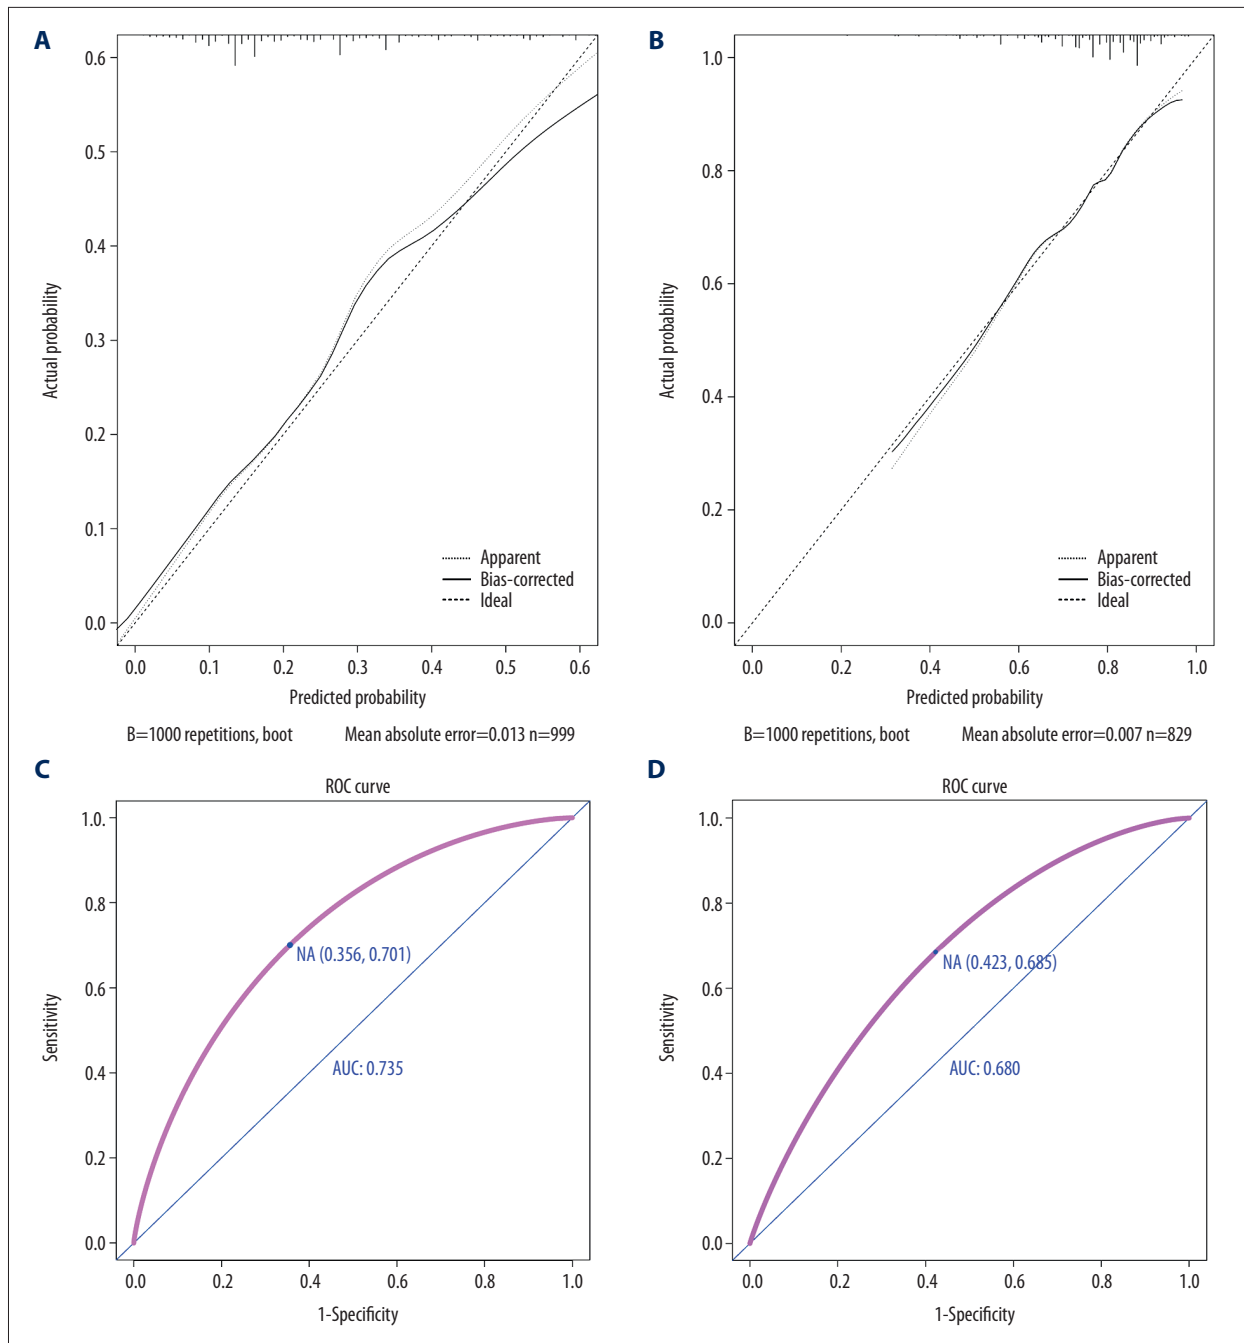 A
0.6
0.5
0.4
0.3
0.2
0.1
0.0
Actual probability
Apparent
Bias-corrected
Ideal
0.0 0.1 0.2 0.3 0.4 0.5 0.6
Predicted probability
B=1000 repetitions, boot Mean absolute error=0.013 n=999
B
1.0
0.8
0.6
0.4
0.2
0.0
Actual probability
Apparent
Bias-corrected
Ideal
0.0 0.2 0.4 0.6 0.8 1.0
Predicted probability
B=1000 repetitions, boot Mean absolute error=0.007 n=829
C
ROC curve
1.0.
0.8
0.6
0.4
0.2
0.0
Sensitivity
NA (0.356, 0.701)
AUC: 0.735
0.0 0.2 0.4 0.6 0.8 1.0
1-Specificity
D
ROC curve
1.0.
0.8
0.6
0.4
0.2
0.0
Sensitivity
NA (0.423, 0.685)
AUC: 0.680
0.0 0.2 0.4 0.6 0.8 1.0
1-Specificity